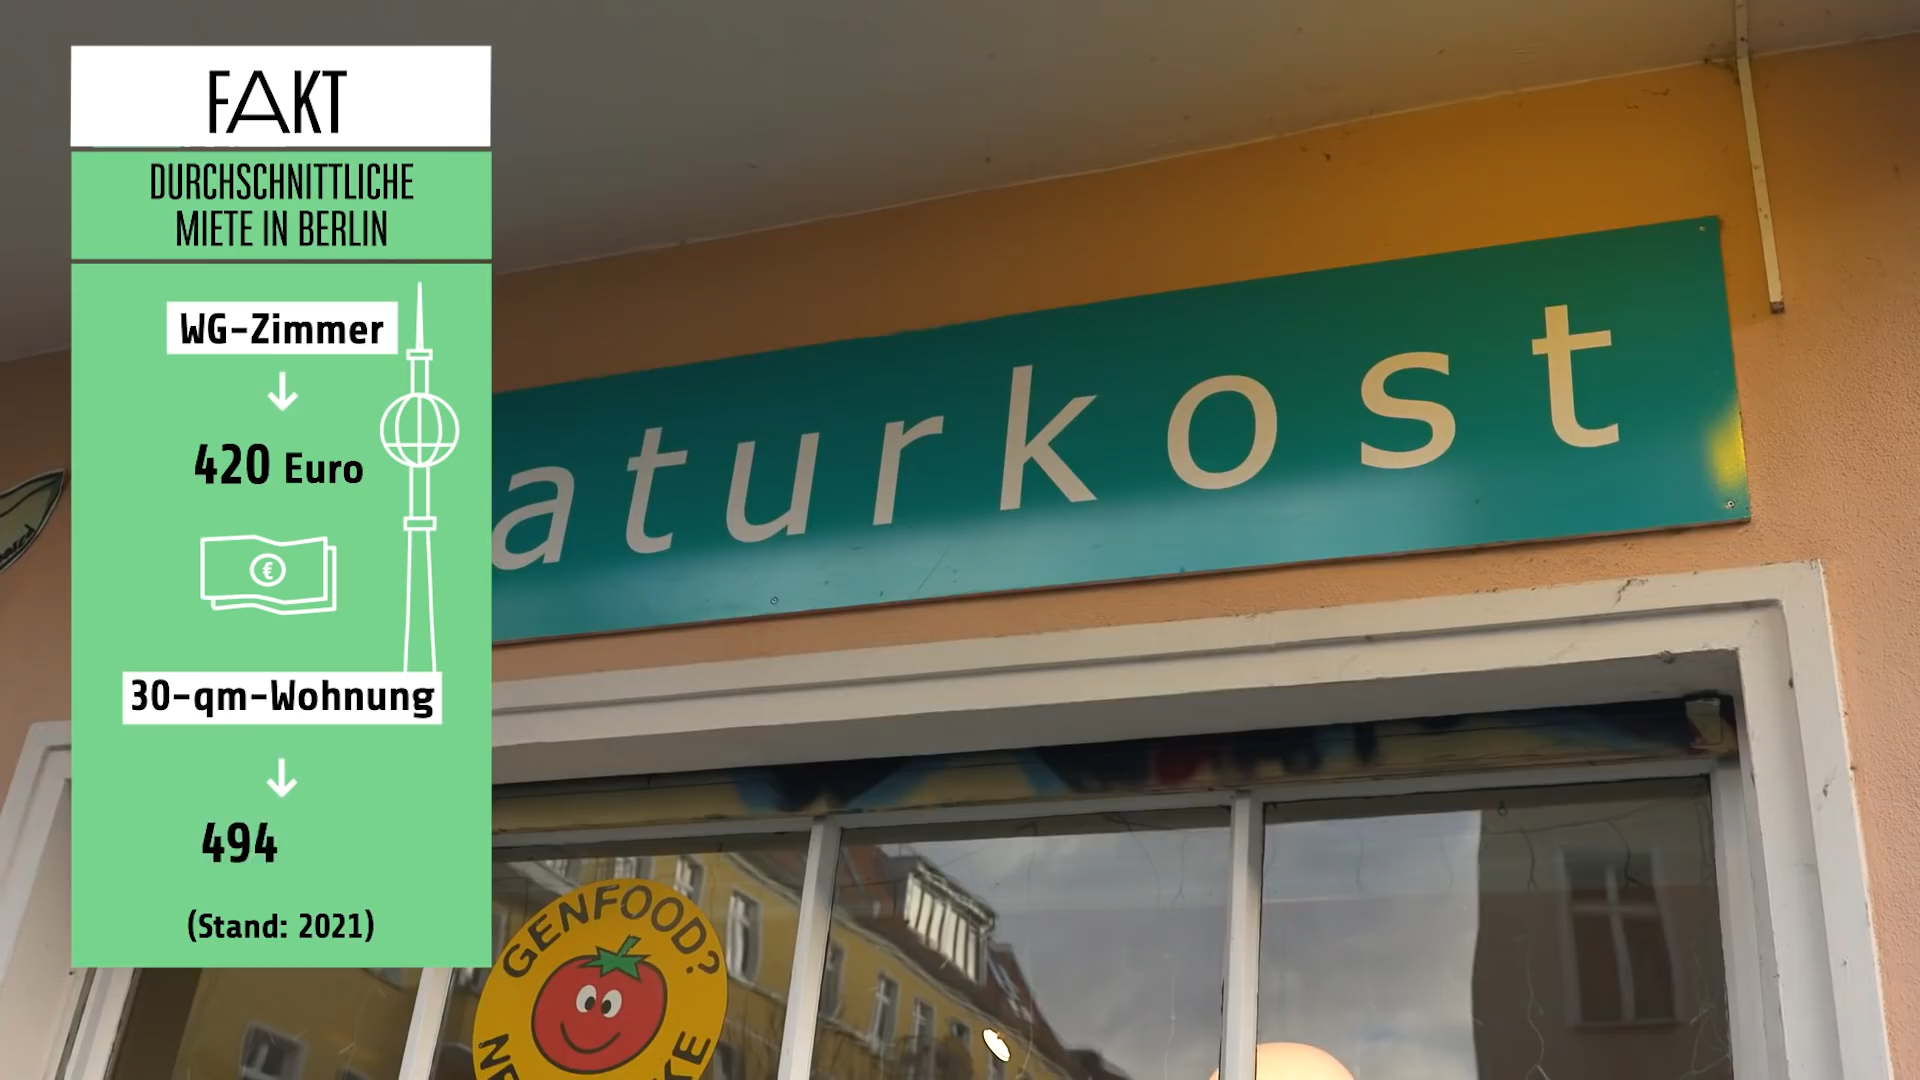 FAKT
DURCHSCHNITTLICHE
MIETE IN BERLIN
WG-Zimmer
420 Euro
€
30-qm-Wohnung
494
(Stand: 2021)
aturkost
GENFOOD?